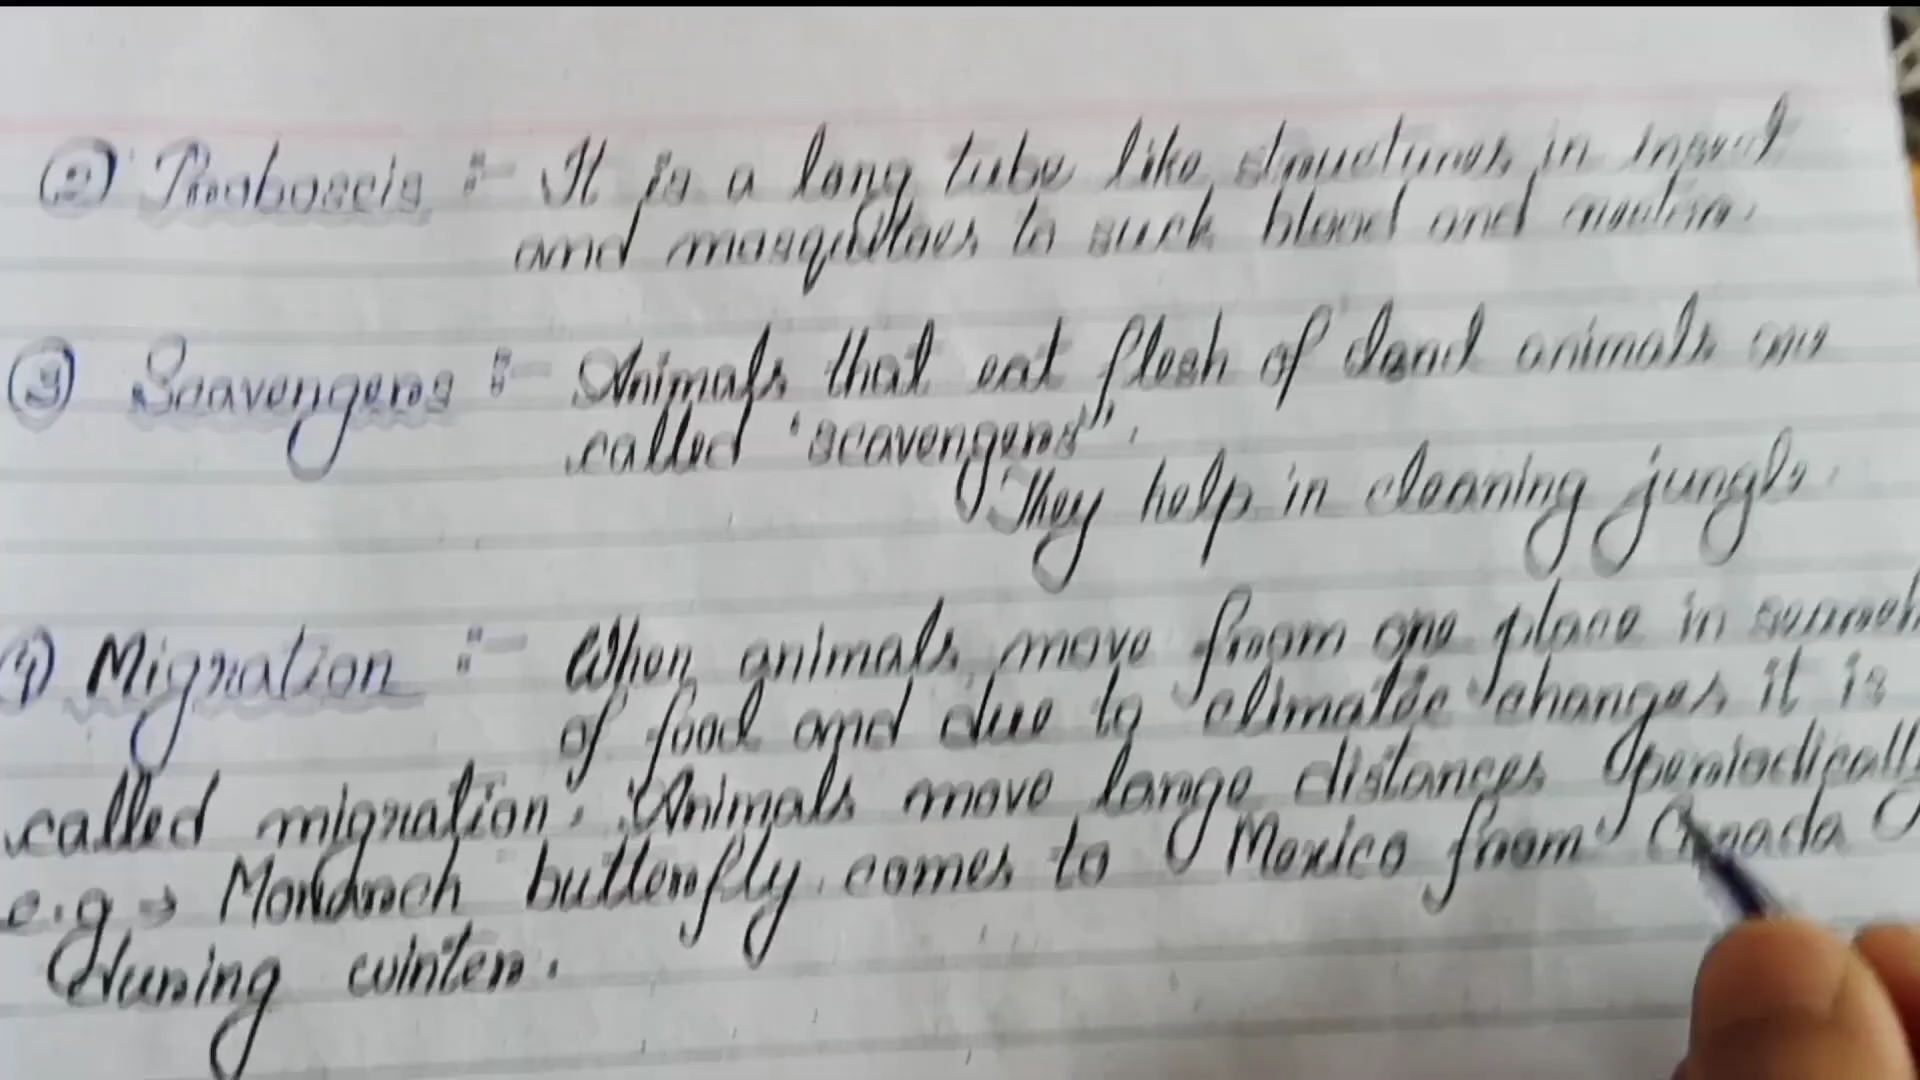 ② Proboscis :- It is a long tube like structures in insect
and mosquitoes to suck blood and
③ Scavengers :- Animals that eat flesh of dead animals are
called 'scavengers".
They help in cleaning jungle.
4) Migration :- When animals move from one place in search
of food and due to climatic changes it is
called migration. Animals move large distances periodically
e.g → Monarch butterfly comes to Mexico from Canada
during winter.